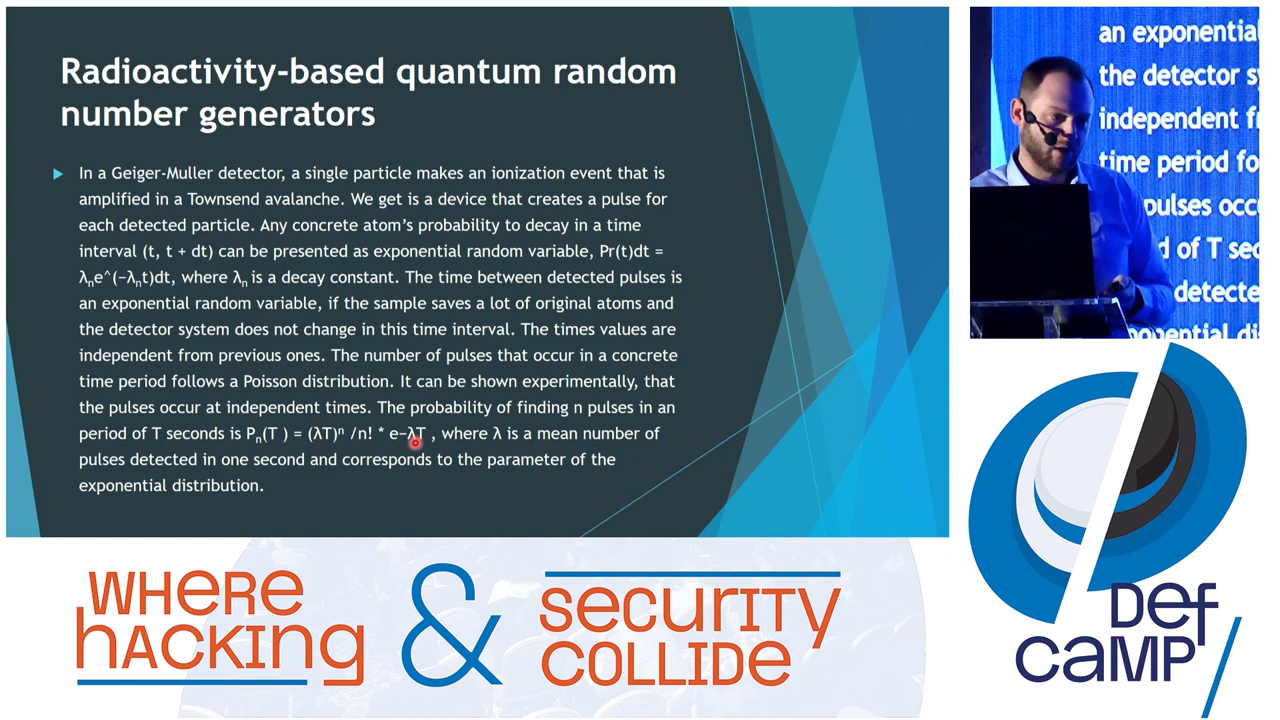 Radioactivity-based quantum random
number generators
In a Geiger-Muller detector, a single particle makes an ionization event that is
amplified in a Townsend avalanche. We get is a device that creates a pulse for
each detected particle. Any concrete atom's probability to decay in a time
interval (t, t + dt) can be presented as exponential random variable, Pr(t)dt =
λₙe^(−λₙt)dt, where λₙ is a decay constant. The time between detected pulses is
an exponential random variable, if the sample saves a lot of original atoms and
the detector system does not change in this time interval. The times values are
independent from previous ones. The number of pulses that occur in a concrete
time period follows a Poisson distribution. It can be shown experimentally, that
the pulses occur at independent times. The probability of finding n pulses in an
period of T seconds is Pₙ(T ) = (λT)ⁿ /n! * e−λT , where λ is a mean number of
pulses detected in one second and corresponds to the parameter of the
exponential distribution.
an exponential
the detector
independent
time period fo
pulses occ
d of T sec
detecte
WHERE
HACKING
&
SECURITY
COLLIDE
DefCAMP